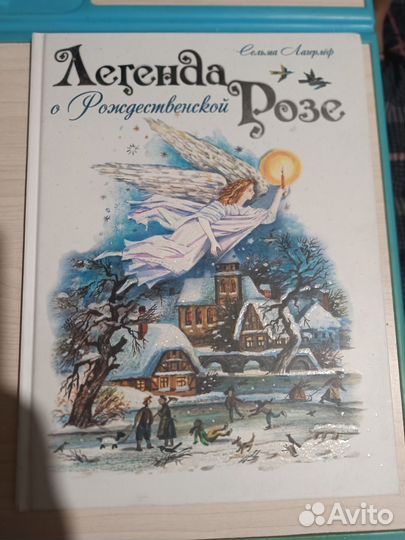 Сельма Лагерлёф
Легенда
о Рождественской
Розе
Avito